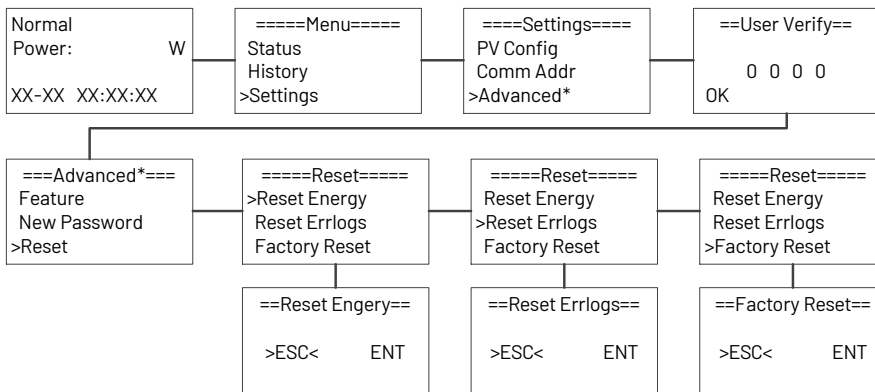 Normal
Power: W
XX-XX XX:XX:XX
=====Menu=====
Status
History
>Settings
====Settings====
PV Config
Comm Addr
>Advanced*
==User Verify==
0 0 0 0
OK
===Advanced*===
Feature
New Password
>Reset
=====Reset=====
>Reset Energy
Reset Errlogs
Factory Reset
=====Reset=====
Reset Energy
>Reset Errlogs
Factory Reset
=====Reset=====
Reset Energy
Reset Errlogs
>Factory Reset
==Reset Engery==
>ESC< ENT
==Reset Errlogs==
>ESC< ENT
==Factory Reset==
>ESC< ENT